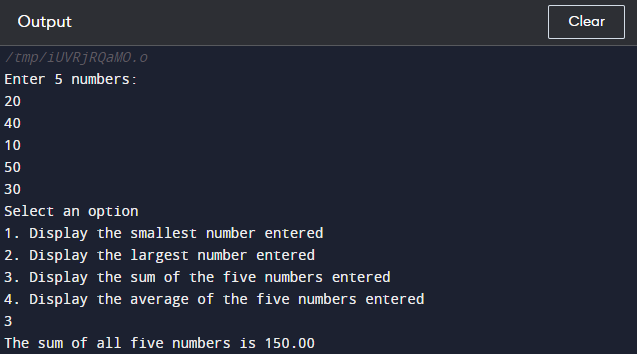 Output
Clear
/tmp/iUVRjRQaMO.o
Enter 5 numbers:
20
40
10
50
30
Select an option
1. Display the smallest number entered
2. Display the largest number entered
3. Display the sum of the five numbers entered
4. Display the average of the five numbers entered
3
The sum of all five numbers is 150.00